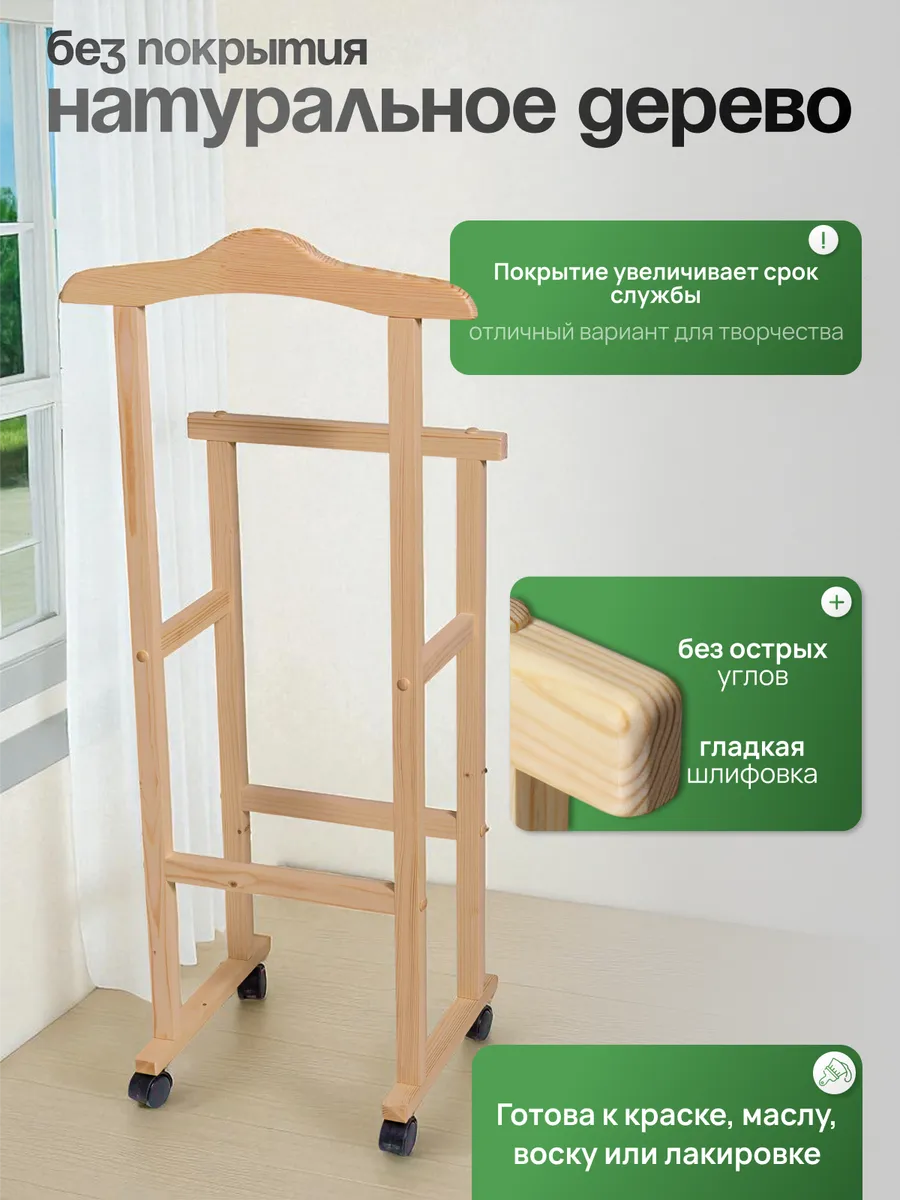 без покрытия
натуральное дерево
!
Покрытие увеличивает срок
службы
отличный вариант для творчества
+
без острых
углов
гладкая
шлифовка
Готова к краске, маслу,
воску или лакировке